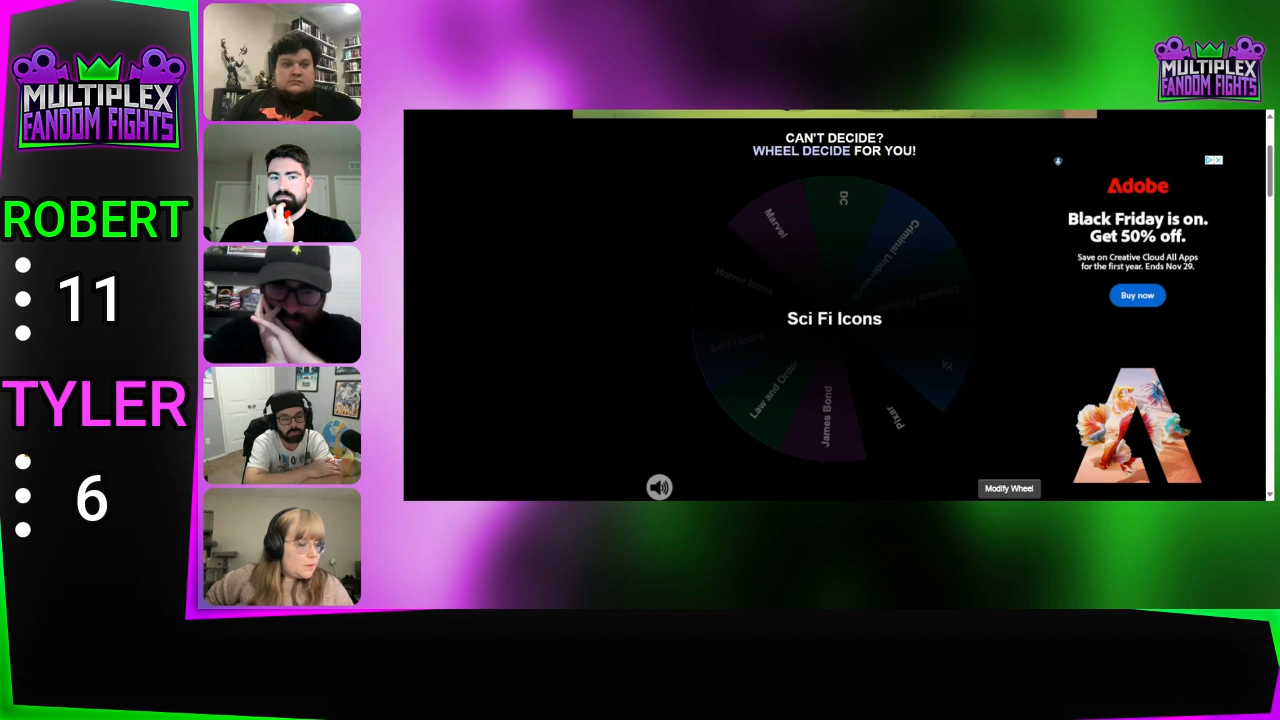 MULTIPLEX
FANDOM FIGHTS
ROBERT
11
TYLER
6
MULTIPLEX
FANDOM FIGHTS
CAN'T DECIDE?
WHEEL DECIDE FOR YOU!
DC
Marvel
Horror Icons
Sci Fi Icons
Sci Fi Icons
Law and Order
James Bond
Pixar
Modify Wheel
Adobe
Black Friday is on.
Get 50% off.
Save on Creative Cloud All Apps
for the first year. Ends Nov 29.
Buy now